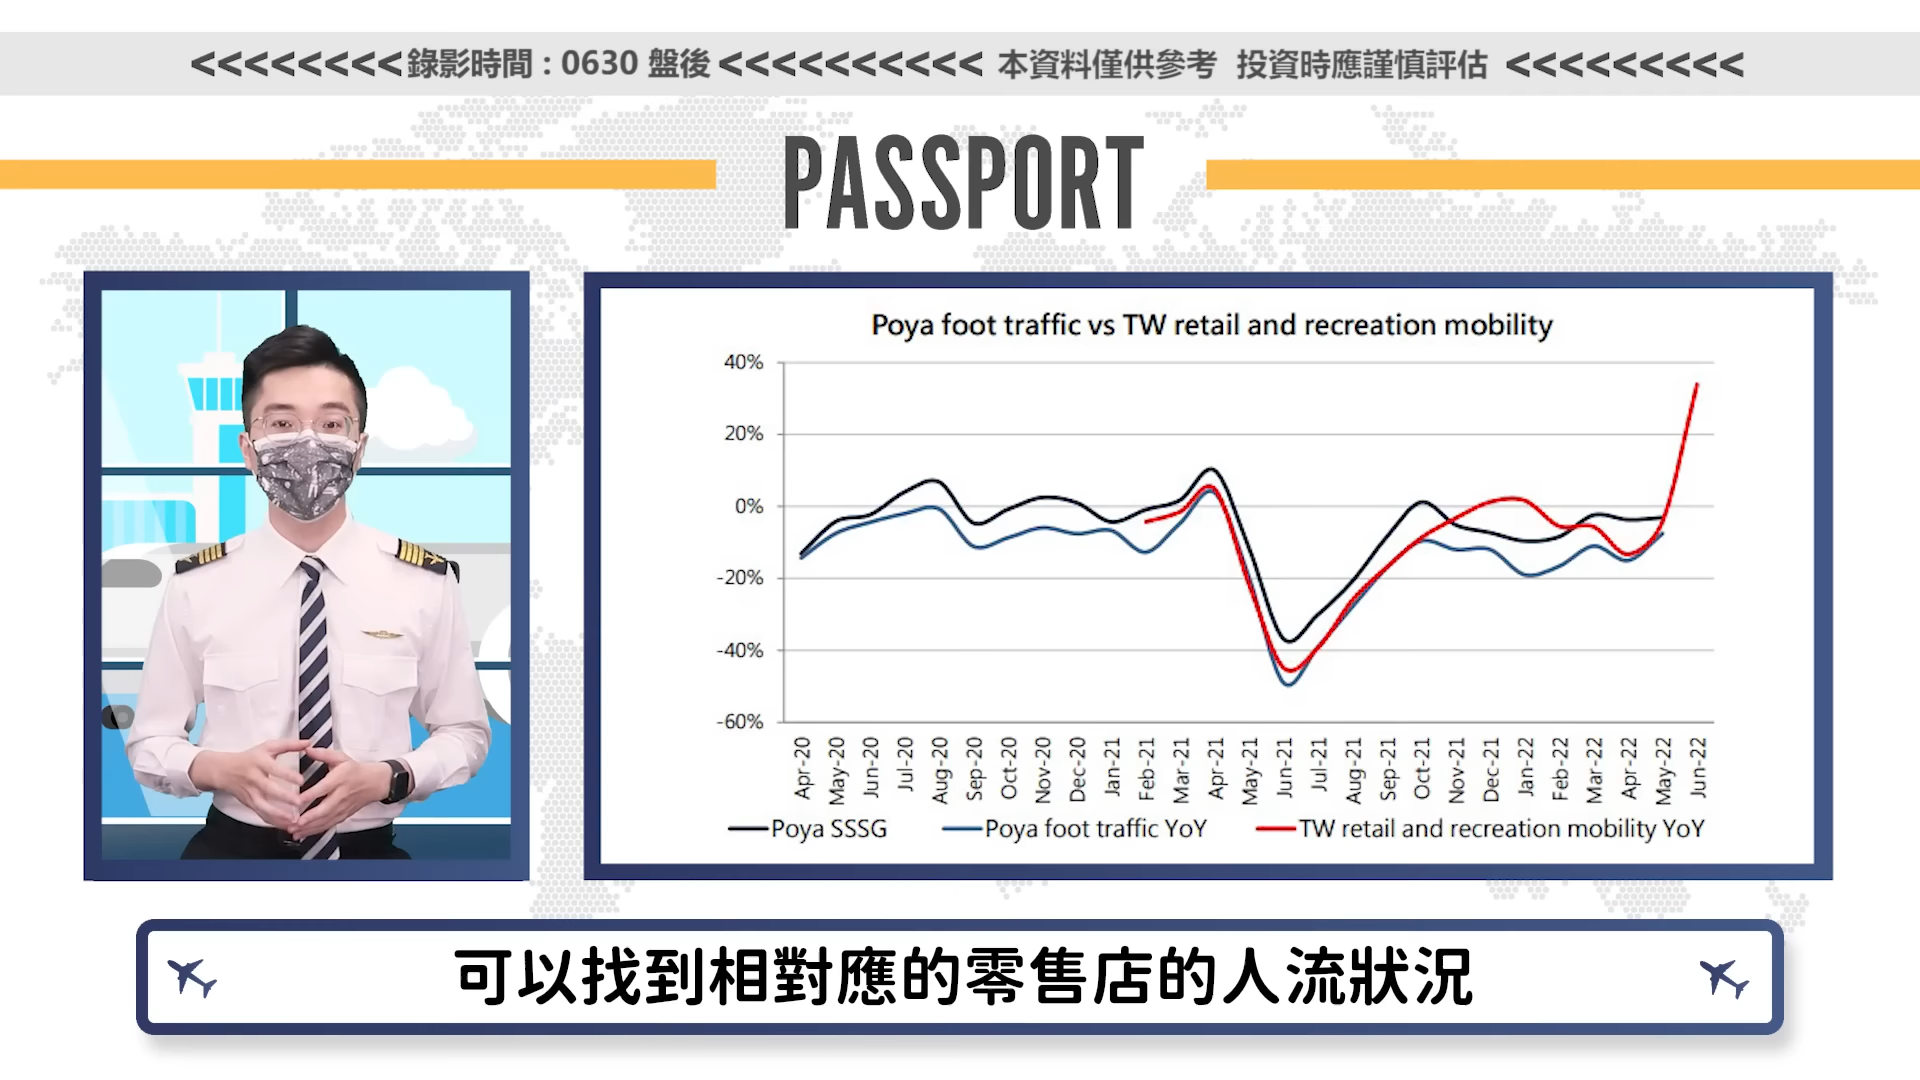 <<<<<<<<錄影時間：0630 盤後<<<<<<<<<< 本資料僅供參考 投資時應謹慎評估 <<<<<<<<<
PASSPORT
Poya foot traffic vs TW retail and recreation mobility
40%
20%
0%
-20%
-40%
-60%
Apr-20
May-20
Jun-20
Jul-20
Aug-20
Sep-20
Oct-20
Nov-20
Dec-20
Jan-21
Feb-21
Mar-21
Apr-21
May-21
Jun-21
Jul-21
Aug-21
Sep-21
Oct-21
Nov-21
Dec-21
Jan-22
Feb-22
Mar-22
Apr-22
May-22
Jun-22
Poya SSSG
Poya foot traffic YoY
TW retail and recreation mobility YoY
可以找到相對應的零售店的人流狀況